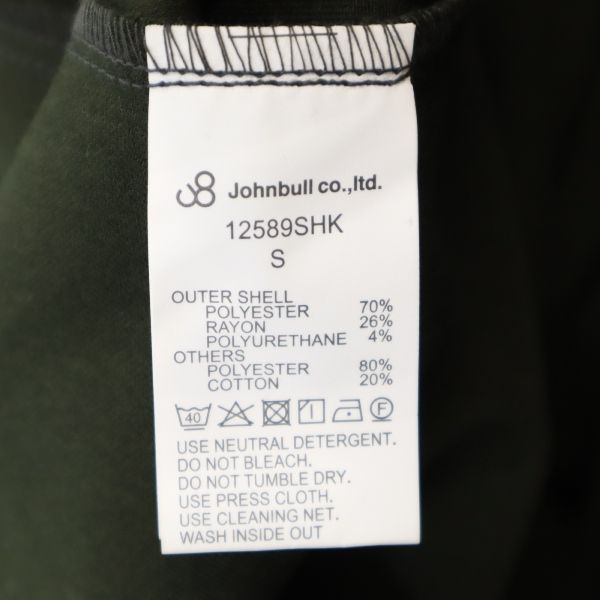 Johnbull co.,ltd.
12589SHK
S
OUTER SHELL
POLYESTER 70%
RAYON 26%
POLYURETHANE 4%
OTHERS
POLYESTER 80%
COTTON 20%
40 F
USE NEUTRAL DETERGENT.
DO NOT BLEACH.
DO NOT TUMBLE DRY.
USE PRESS CLOTH.
USE CLEANING NET.
WASH INSIDE OUT